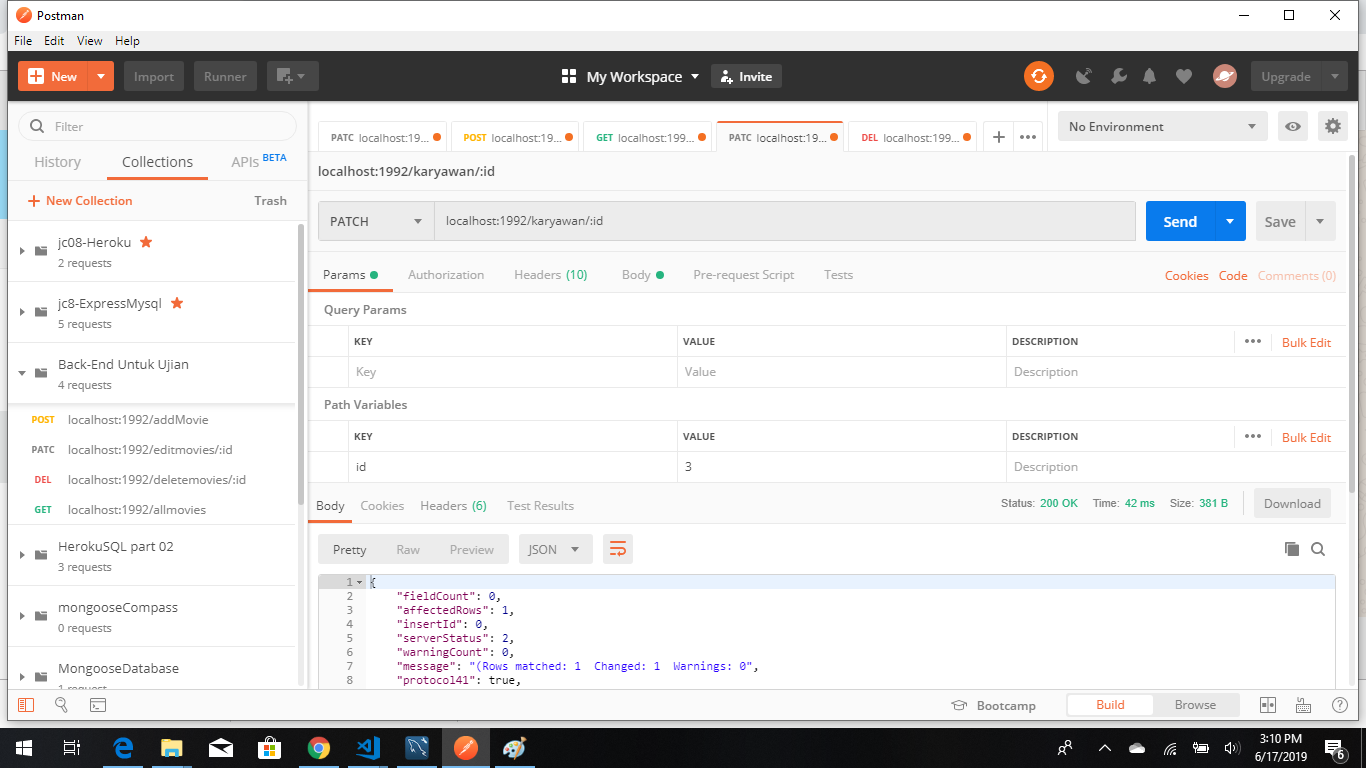 Postman
File Edit View Help
New Import Runner My Workspace Invite Upgrade
Filter
History Collections APIs BETA
New Collection Trash
jc08-Heroku
2 requests
jc8-ExpressMysql
5 requests
Back-End Untuk Ujian
4 requests
POST localhost:1992/addMovie
PATC localhost:1992/editmovies/:id
DEL localhost:1992/deletemovies/:id
GET localhost:1992/allmovies
HerokuSQL part 02
3 requests
mongooseCompass
0 requests
MongooseDatabase
1 request
PATC localhost:19... POST localhost:19... GET localhost:199... PATC localhost:19... DEL localhost:199... No Environment
localhost:1992/karyawan/:id
PATCH localhost:1992/karyawan/:id Send Save
Params Authorization Headers (10) Body Pre-request Script Tests Cookies Code Comments (0)
Query Params
KEY VALUE DESCRIPTION Bulk Edit
Key Value Description
Path Variables
KEY VALUE DESCRIPTION Bulk Edit
id 3 Description
Body Cookies Headers (6) Test Results Status: 200 OK Time: 42 ms Size: 381 B Download
Pretty Raw Preview JSON
1 {
2 "fieldCount": 0,
3 "affectedRows": 1,
4 "insertId": 0,
5 "serverStatus": 2,
6 "warningCount": 0,
7 "message": "(Rows matched: 1  Changed: 1  Warnings: 0",
8 "protocol41": true,
Bootcamp Build Browse
3:10 PM
6/17/2019
6